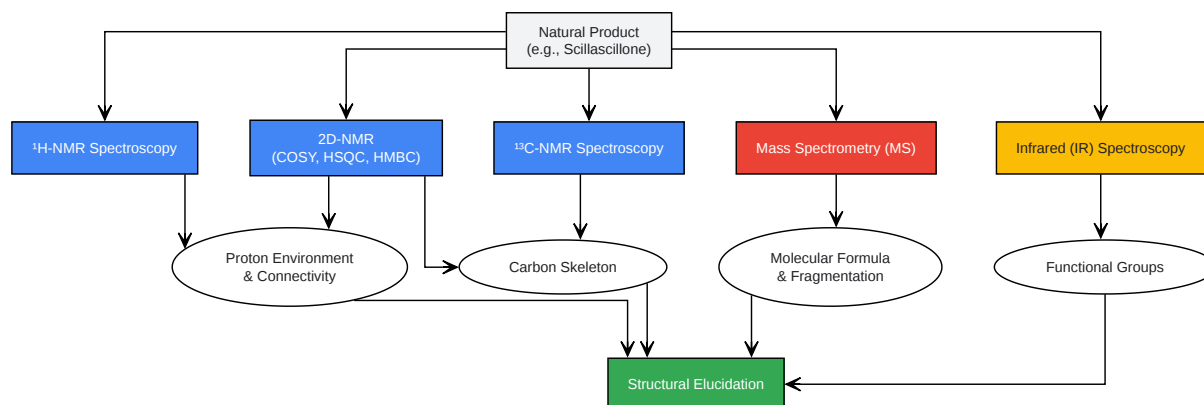 Natural Product
(e.g., Scillascillone)
¹H-NMR Spectroscopy
2D-NMR
(COSY, HSQC, HMBC)
¹³C-NMR Spectroscopy
Mass Spectrometry (MS)
Infrared (IR) Spectroscopy
Proton Environment
& Connectivity
Carbon Skeleton
Molecular Formula
& Fragmentation
Functional Groups
Structural Elucidation